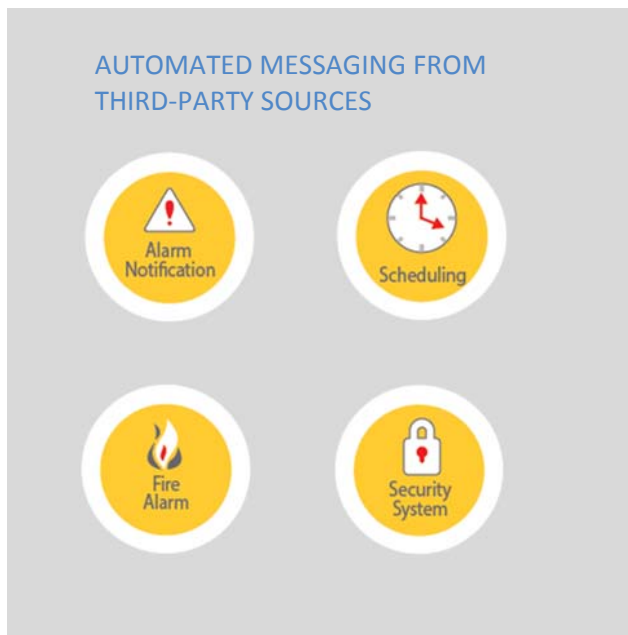 AUTOMATED MESSAGING FROM
THIRD-PARTY SOURCES
Alarm
Notification
Scheduling
Fire
Alarm
Security
System